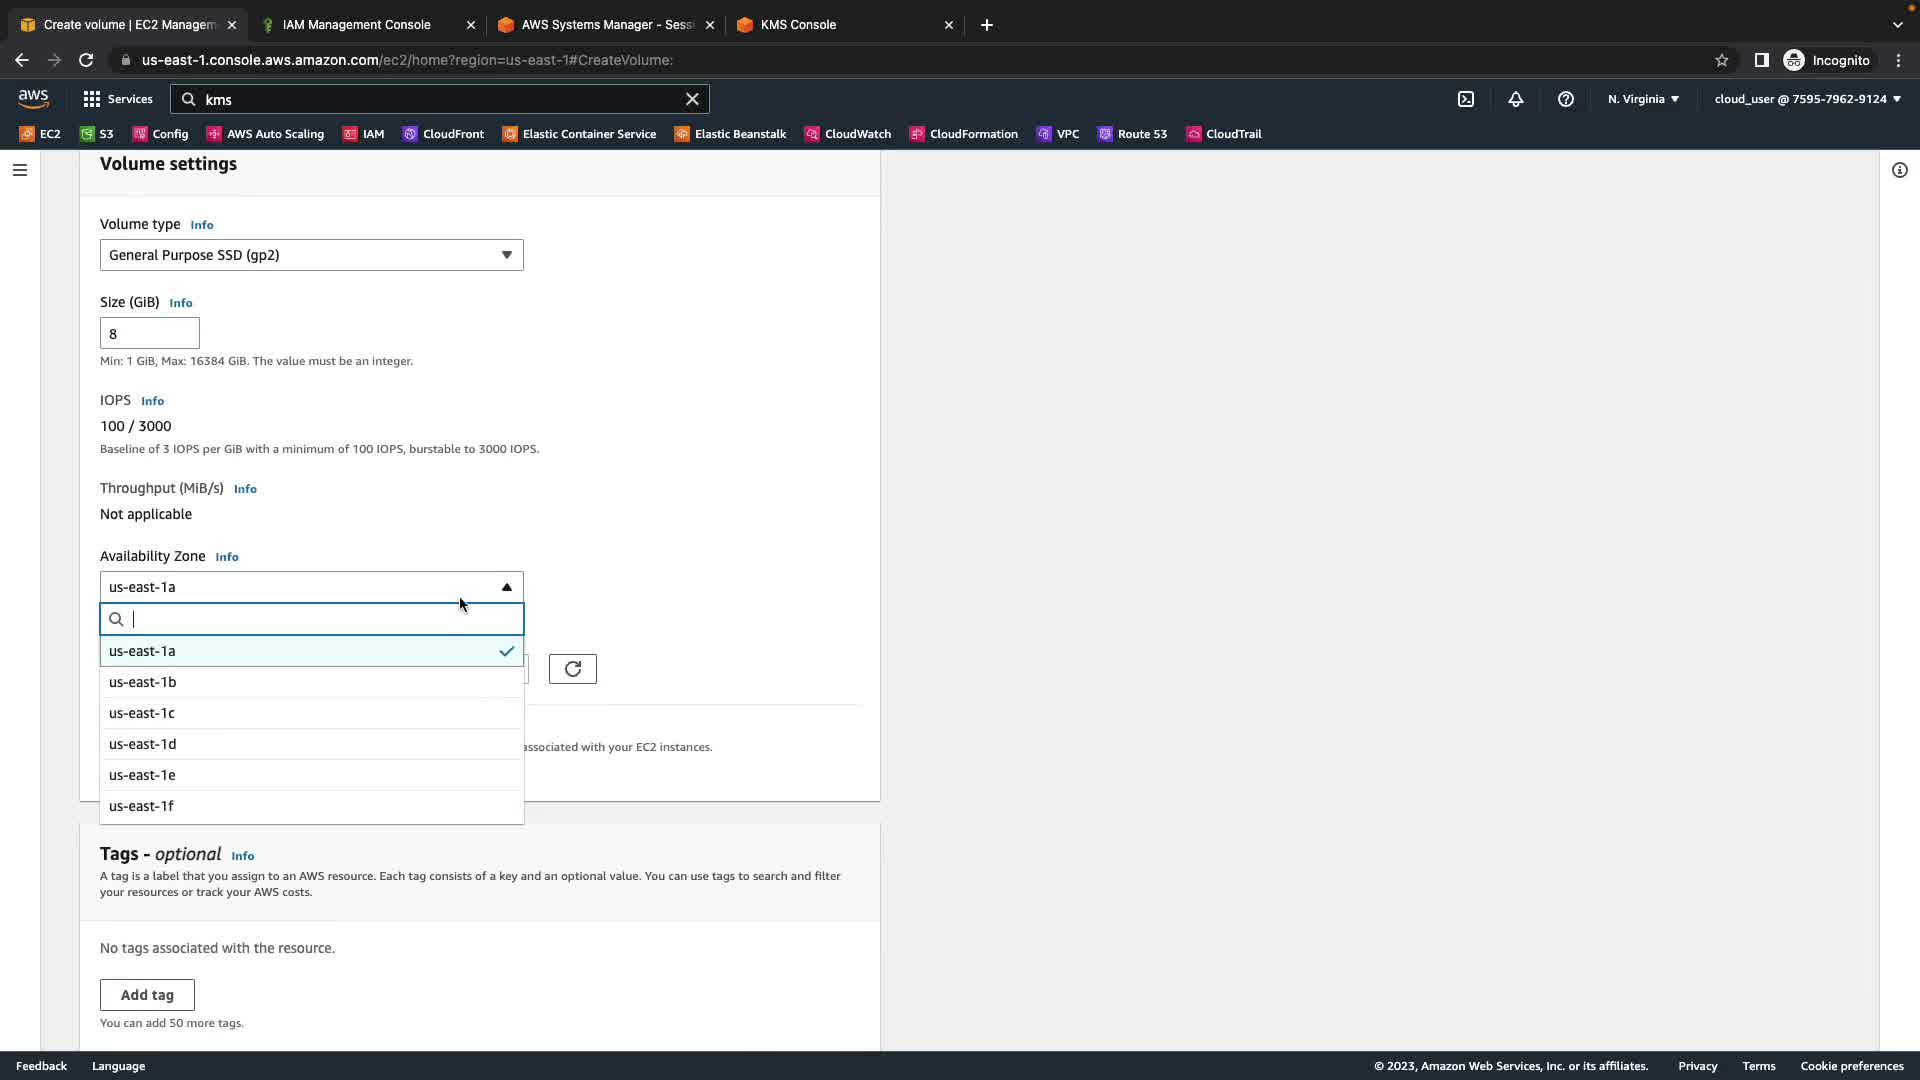 Create volume | EC2 Managem
IAM Management Console
AWS Systems Manager - Sessi
KMS Console
us-east-1.console.aws.amazon.com/ec2/home?region=us-east-1#CreateVolume:
Incognito
aws
Services
kms
N. Virginia
cloud_user @ 7595-7962-9124
EC2
S3
Config
AWS Auto Scaling
IAM
CloudFront
Elastic Container Service
Elastic Beanstalk
CloudWatch
CloudFormation
VPC
Route 53
CloudTrail
Volume settings
Volume type Info
General Purpose SSD (gp2)
Size (GiB) Info
8
Min: 1 GiB, Max: 16384 GiB. The value must be an integer.
IOPS Info
100 / 3000
Baseline of 3 IOPS per GiB with a minimum of 100 IOPS, burstable to 3000 IOPS.
Throughput (MiB/s) Info
Not applicable
Availability Zone Info
us-east-1a
us-east-1a
us-east-1b
us-east-1c
us-east-1d
associated with your EC2 instances.
us-east-1e
us-east-1f
Tags - optional Info
A tag is a label that you assign to an AWS resource. Each tag consists of a key and an optional value. You can use tags to search and filter
your resources or track your AWS costs.
No tags associated with the resource.
Add tag
You can add 50 more tags.
Feedback
Language
© 2023, Amazon Web Services, Inc. or its affiliates.
Privacy
Terms
Cookie preferences